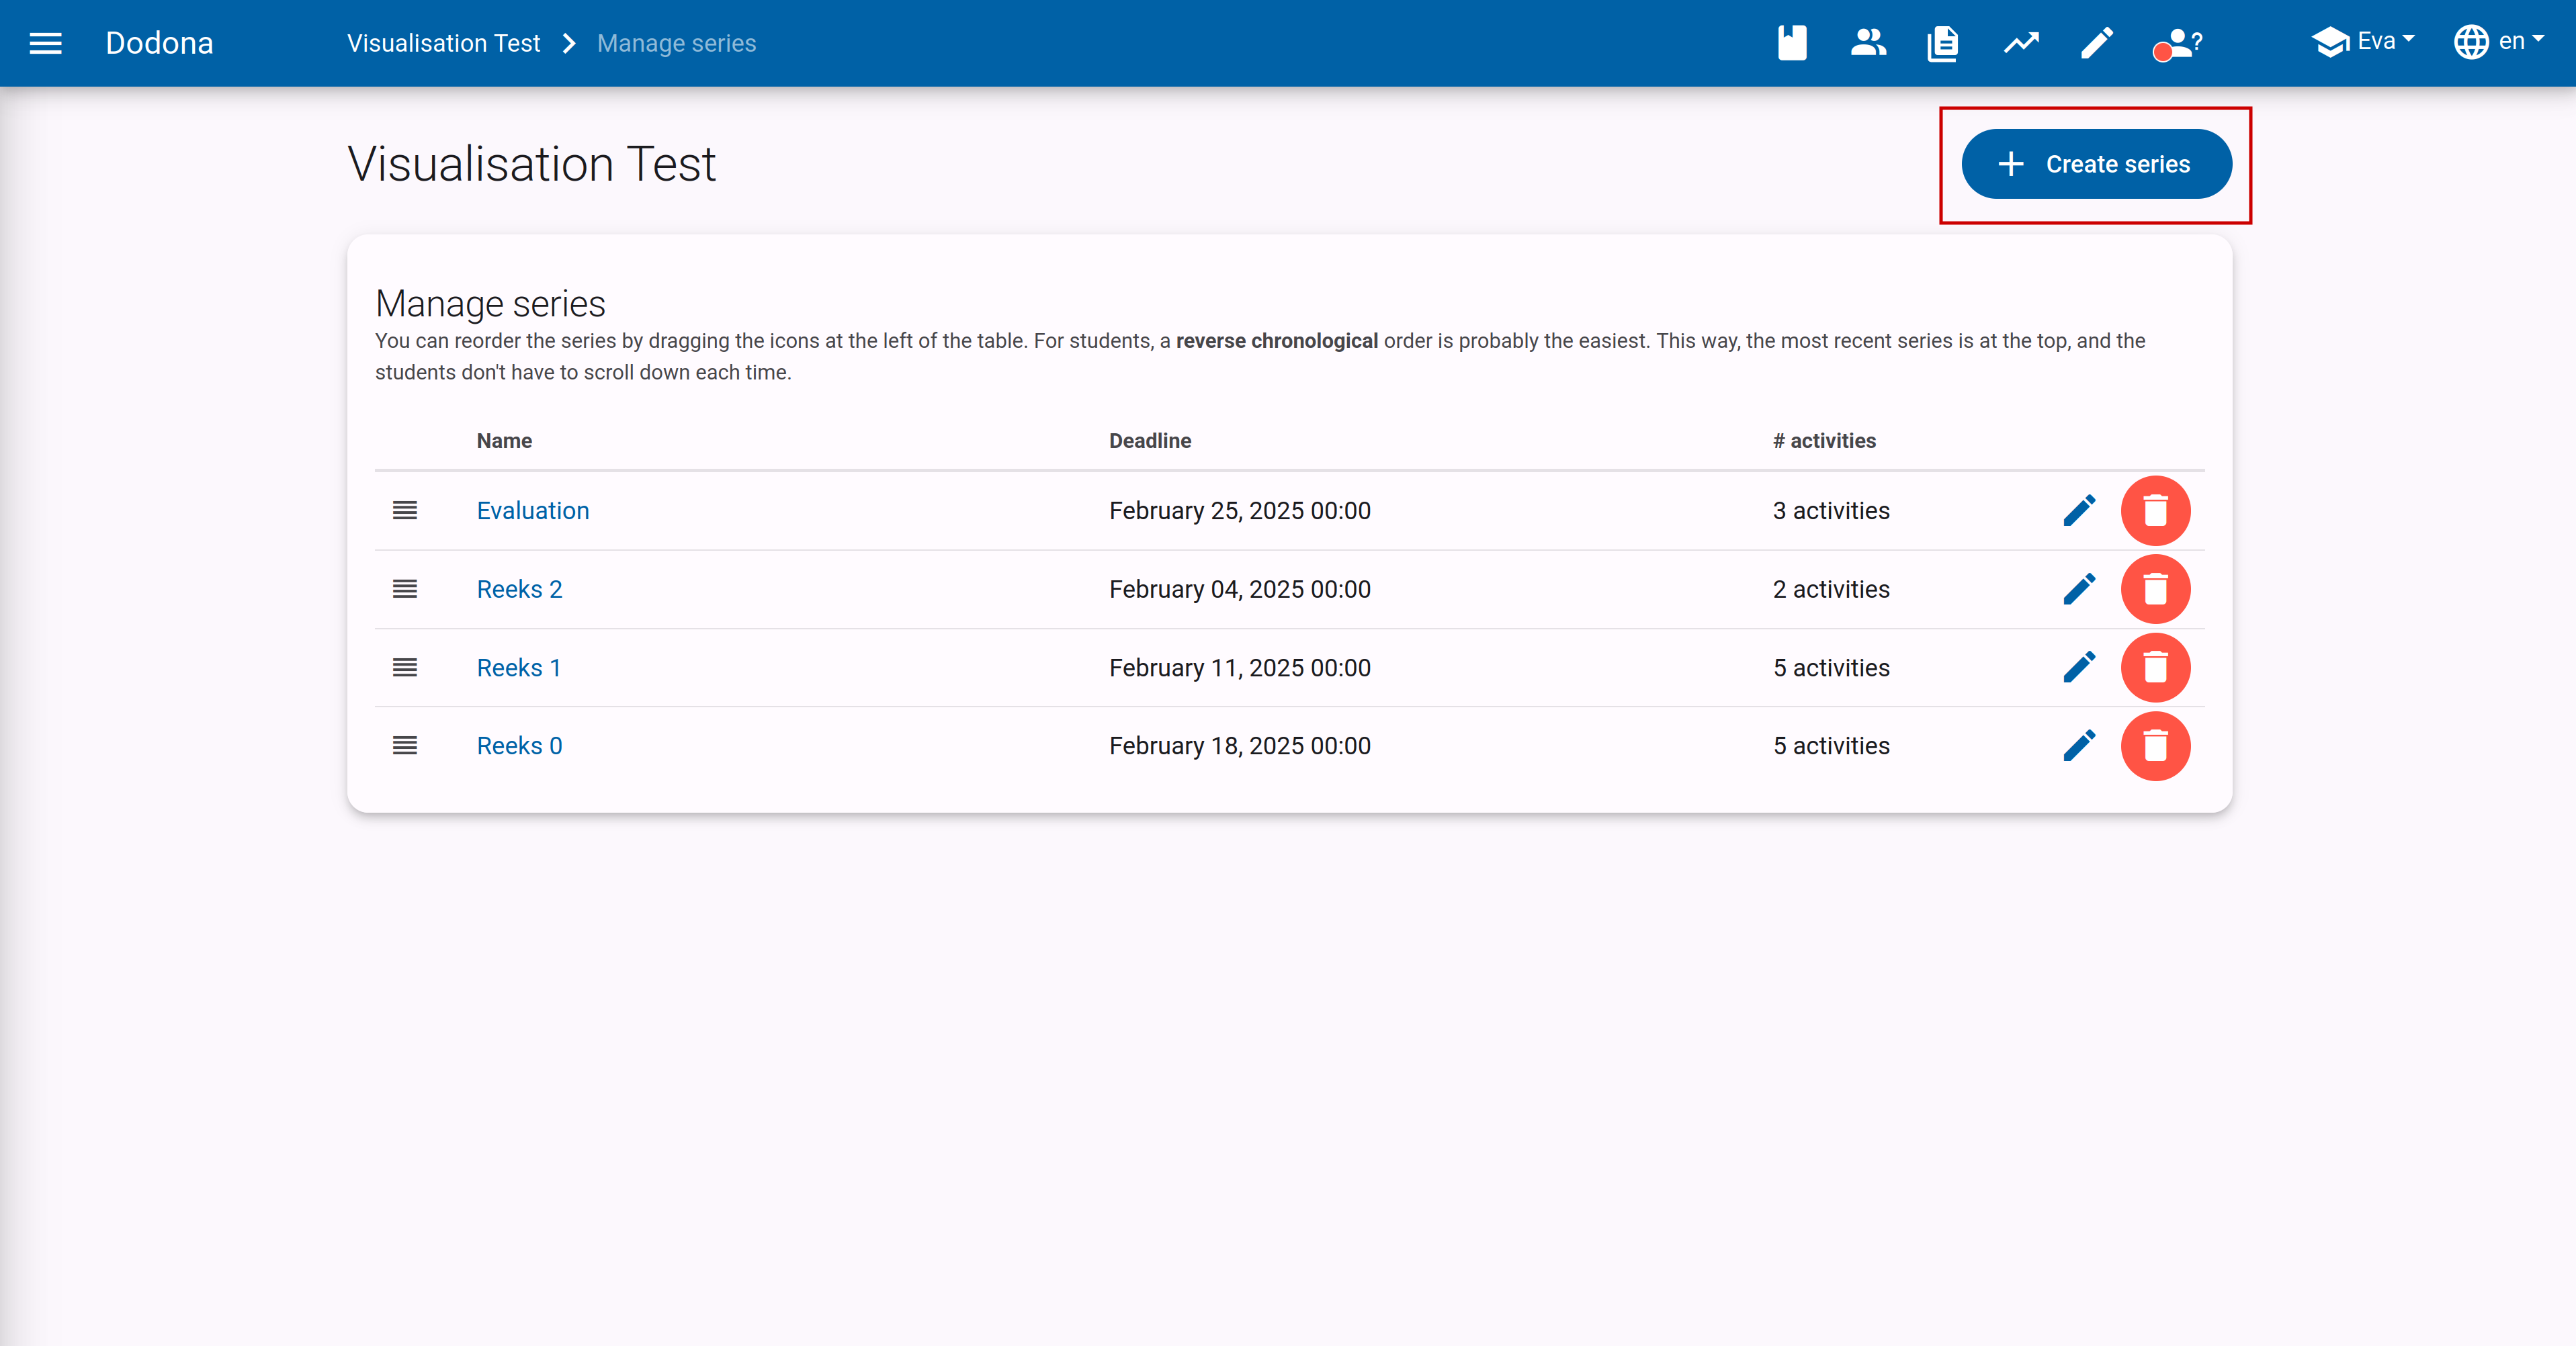 Dodona
Visualisation Test
Manage series
?
Eva
en
Visualisation Test
Create series
Manage series
You can reorder the series by dragging the icons at the left of the table. For students, a reverse chronological order is probably the easiest. This way, the most recent series is at the top, and the
students don't have to scroll down each time.
Name Deadline # activities
Evaluation February 25, 2025 00:00 3 activities
Reeks 2 February 04, 2025 00:00 2 activities
Reeks 1 February 11, 2025 00:00 5 activities
Reeks 0 February 18, 2025 00:00 5 activities